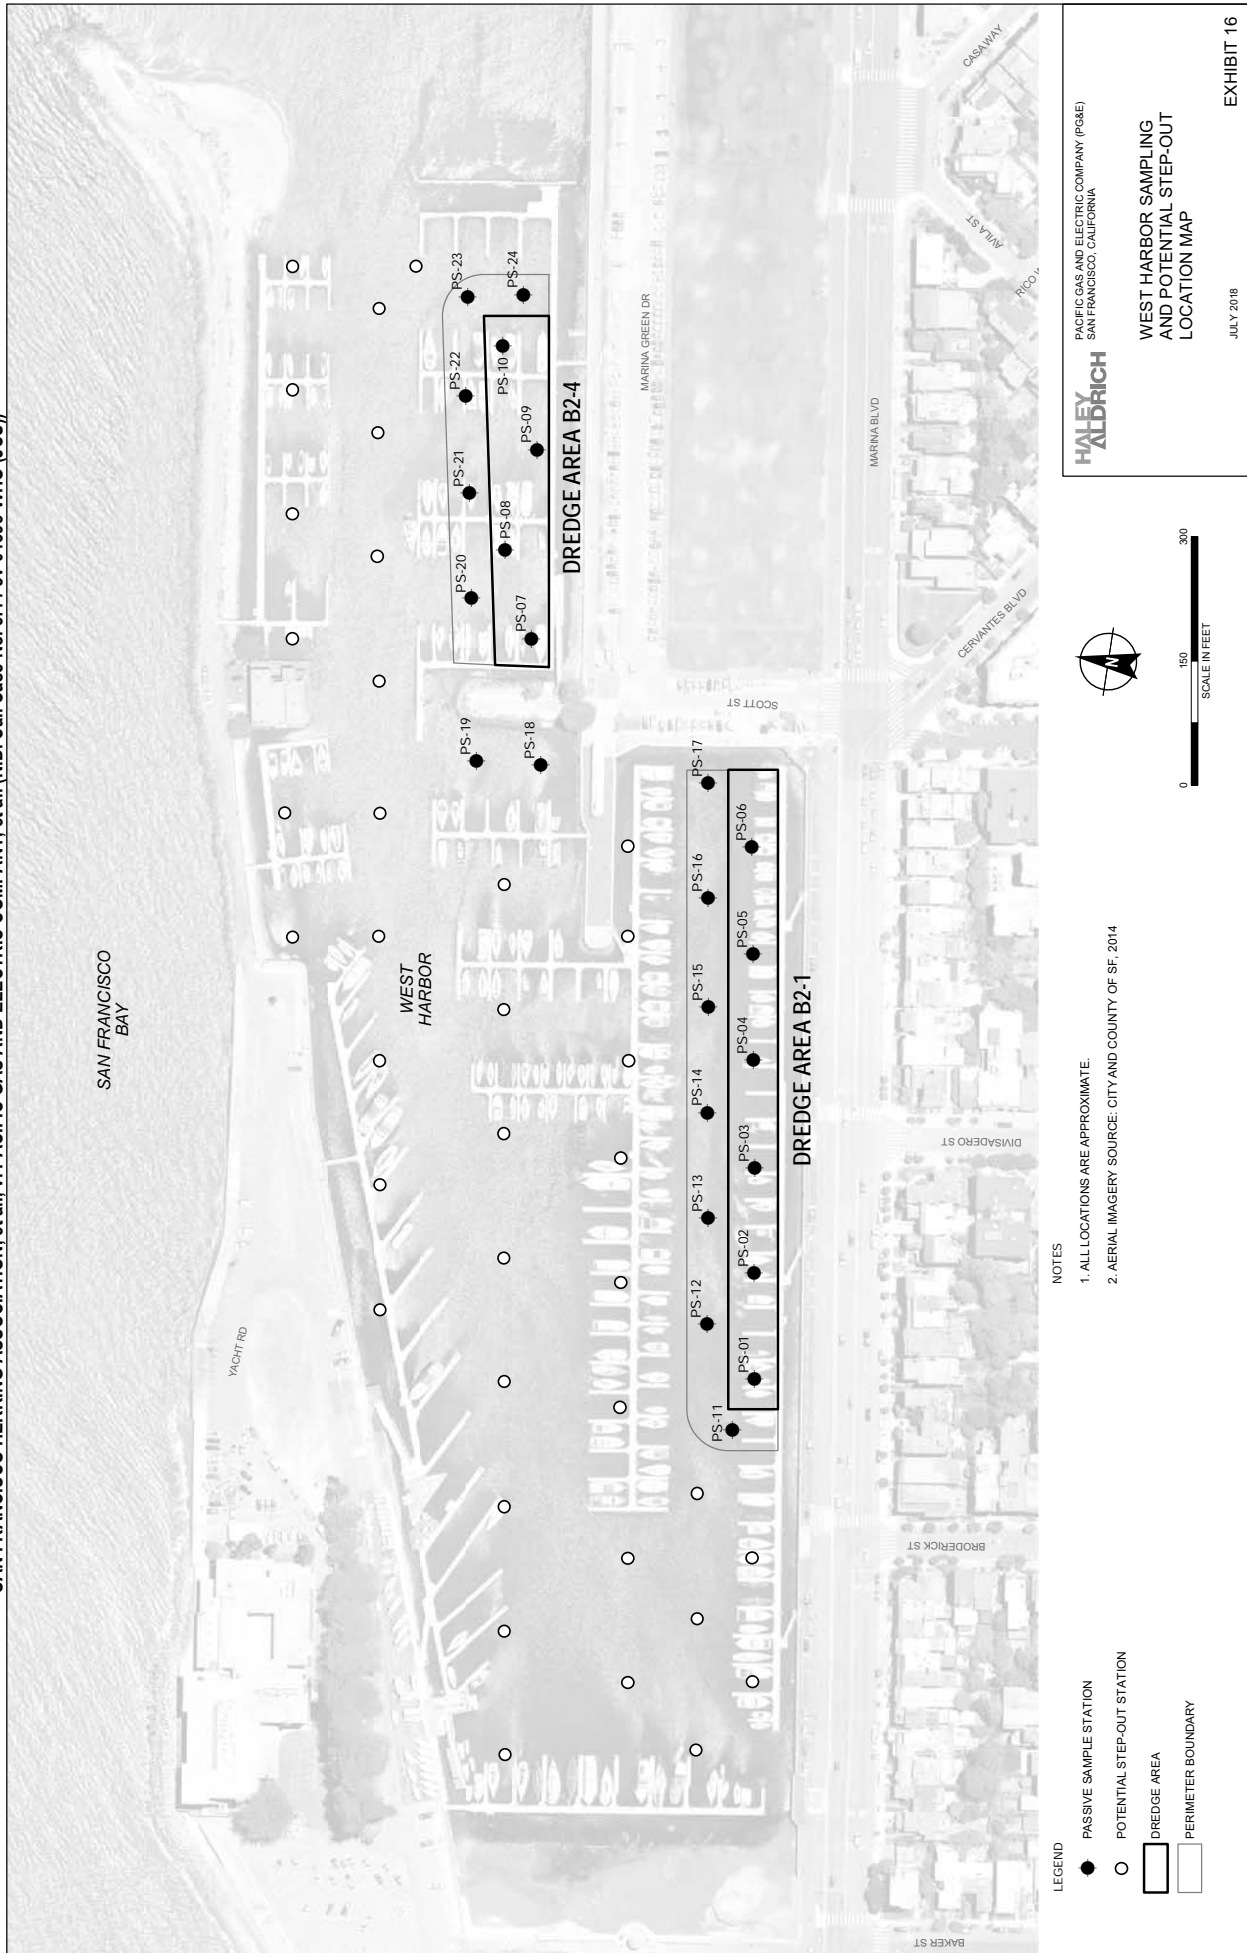 SAN FRANCISCO
BAY
WEST
HARBOR
YACHT RD
PS-23
PS-24
PS-22
PS-10
PS-21
PS-09
PS-20
PS-08
PS-07
DREDGE AREA B2-4
PS-19
PS-18
PS-17
PS-16
PS-15
PS-14
PS-13
PS-12
PS-11
PS-06
PS-05
PS-04
PS-03
PS-02
PS-01
DREDGE AREA B2-1
MARINA GREEN DR
MARINA BLVD
SCOTT ST
CASA WAY
AVILA ST
CERVANTES BLVD
DIVISADERO ST
BRODERICK ST
BAKER ST
LEGEND
PASSIVE SAMPLE STATION
POTENTIAL STEP-OUT STATION
DREDGE AREA
PERIMETER BOUNDARY
NOTES
1. ALL LOCATIONS ARE APPROXIMATE.
2. AERIAL IMAGERY SOURCE: CITY AND COUNTY OF SF, 2014
N
0 150 300
SCALE IN FEET
HALEY
ALDRICH
PACIFIC GAS AND ELECTRIC COMPANY (PG&E)
SAN FRANCISCO, CALIFORNIA
WEST HARBOR SAMPLING
AND POTENTIAL STEP-OUT
LOCATION MAP
JULY 2018
EXHIBIT 16